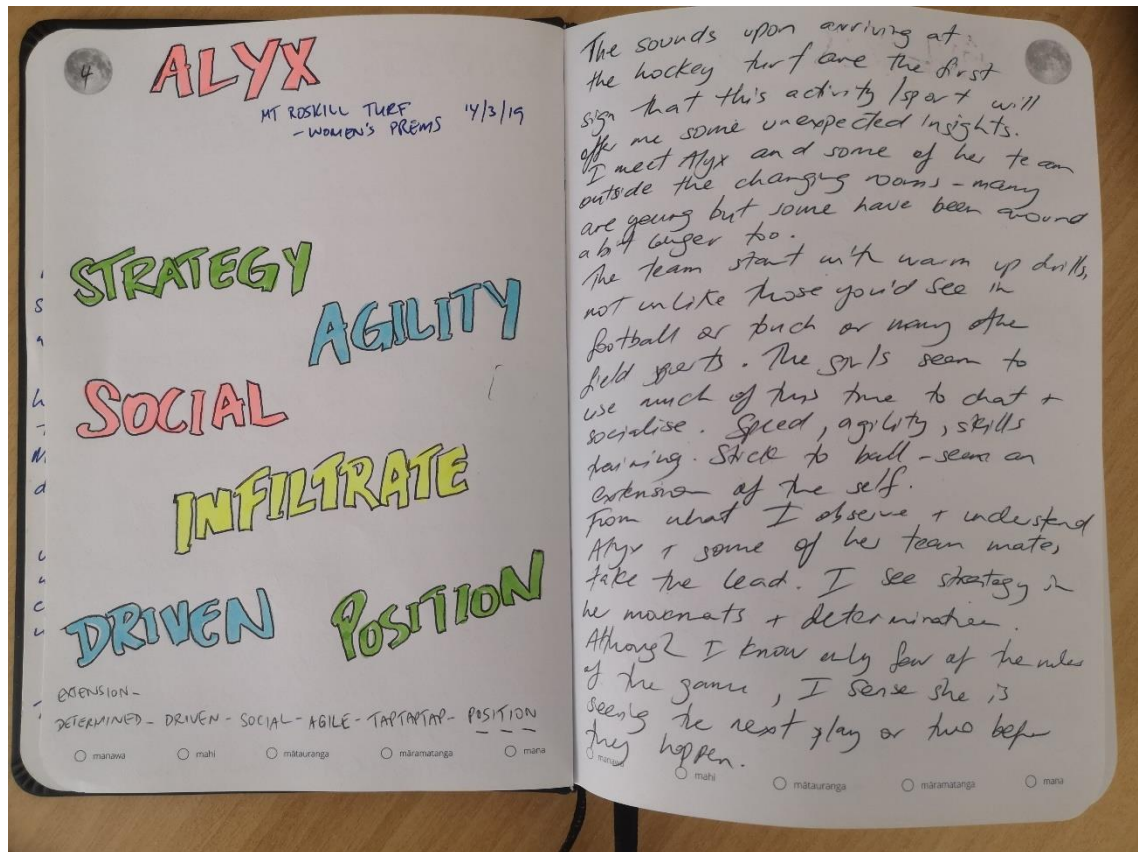 4
ALYX
MT ROSKILL TURF
- WOMEN'S PREMS 14/3/19
STRATEGY
AGILITY
SOCIAL
INFILTRATE
DRIVEN
POSITION
EXTENSION -
DETERMINED - DRIVEN - SOCIAL - AGILE - TAPTAPTAP - POSITION
manawa mahi mātauranga māramatanga mana
The sounds upon arriving at
the hockey turf are the first
sign that this activity/sport will
offer me some unexpected insights.
I meet Alyx and some of her team
outside the changing rooms - many
are young but some have been around
a bit longer too.
The team start with warm up drills,
not unlike those you'd see in
football or touch or many othe
field sports. The girls seem to
use much of this time to chat +
socialise. Speed, agility, skills
training. Stick to ball - seem an
extension of the self.
From what I observe + understand
Alyx + some of her team mates
take the lead. I see strategy in
her movements + determination.
Although I know only few of the rules
of the game, I sense she is
seeing the next play or two before
they happen.
manawa mahi mātauranga māramatanga mana